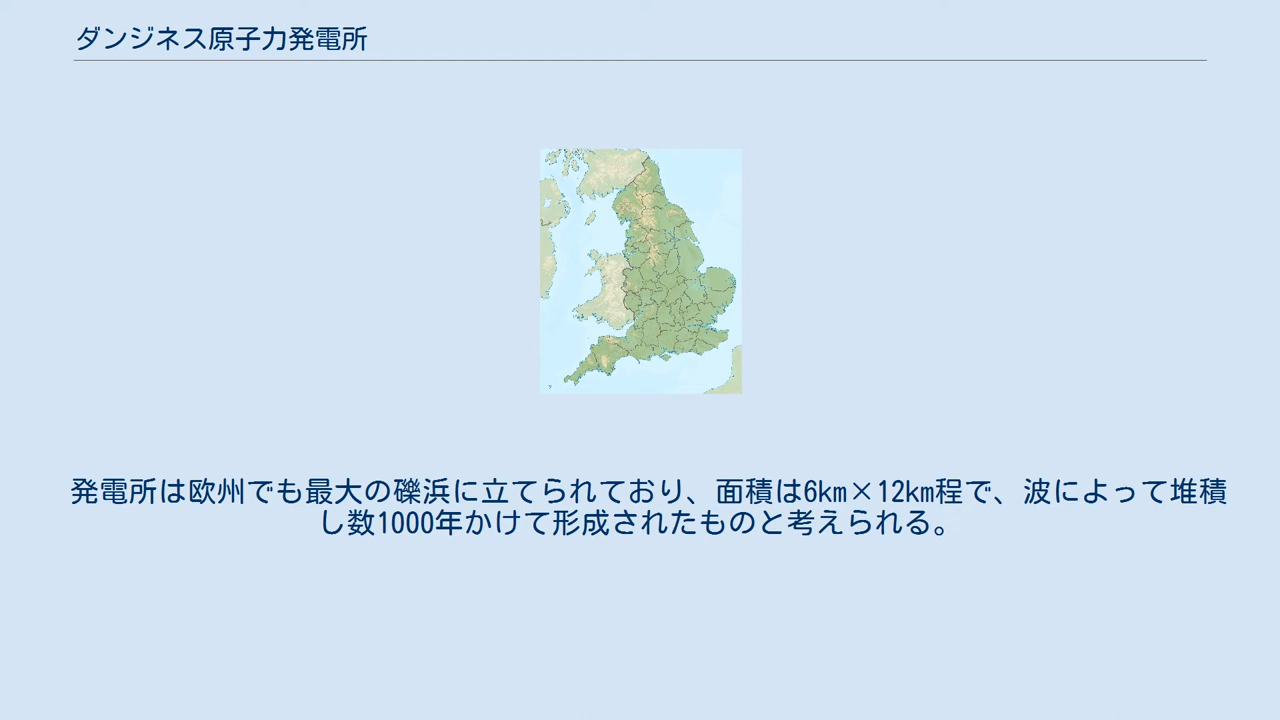 ダンジネス原子力発電所
発電所は欧州でも最大の礫浜に立てられており、面積は6km×12km程で、波によって堆積
し数1000年かけて形成されたものと考えられる。